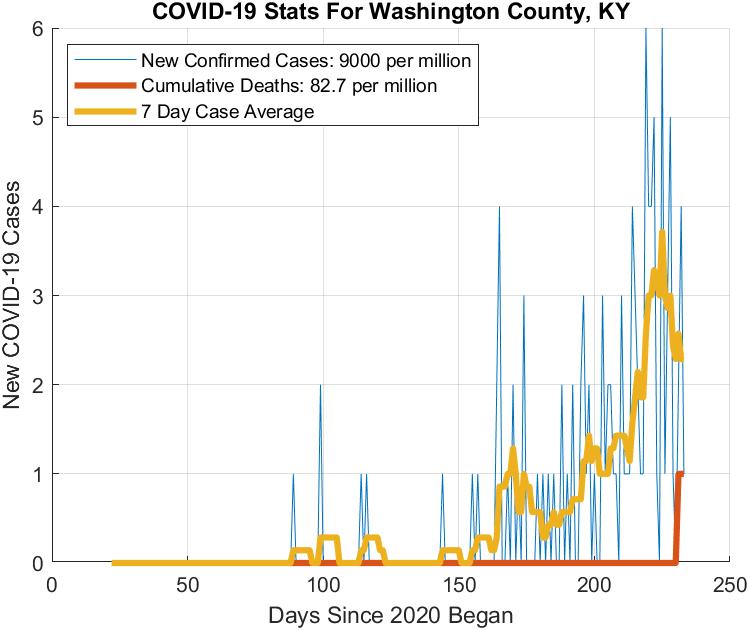 COVID-19 Stats For Washington County, KY
New Confirmed Cases: 9000 per million
Cumulative Deaths: 82.7 per million
7 Day Case Average
New COVID-19 Cases
6
5
4
3
2
1
0
0 50 100 150 200 250
Days Since 2020 Began